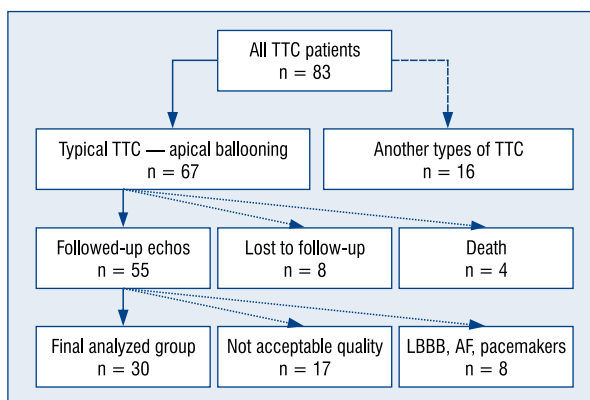 All TTC patients
n = 83
Typical TTC — apical ballooning
n = 67
Another types of TTC
n = 16
Followed-up echos
n = 55
Lost to follow-up
n = 8
Death
n = 4
Final analyzed group
n = 30
Not acceptable quality
n = 17
LBBB, AF, pacemakers
n = 8